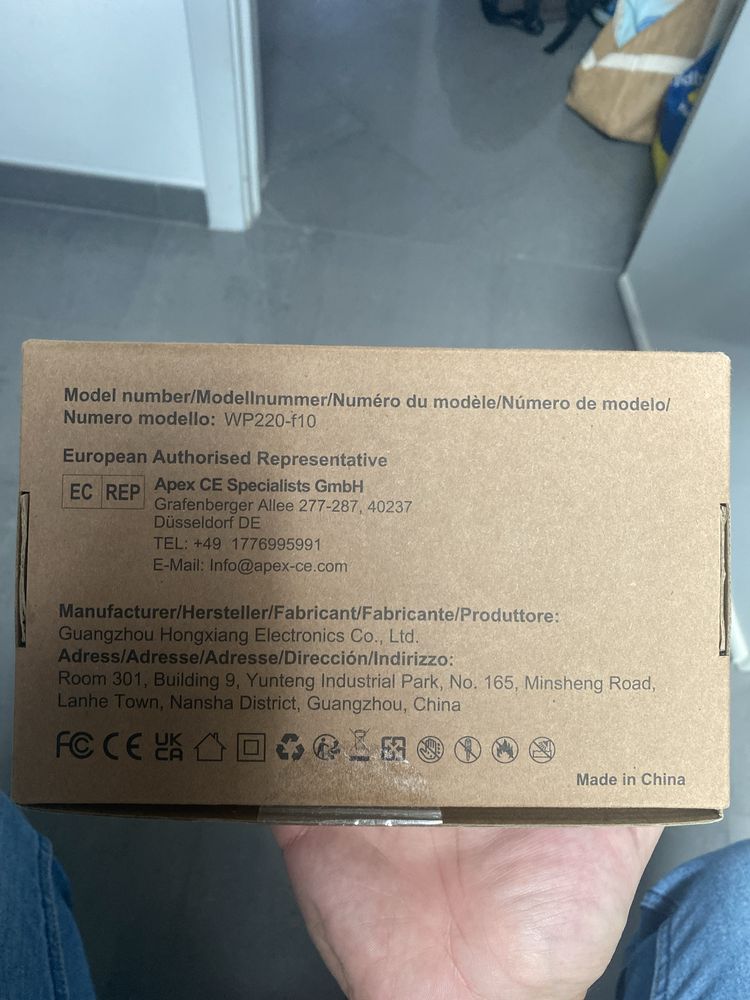 Model number/Modellnummer/Numéro du modèle/Número de modelo/
Numero modello: WP220-f10
European Authorised Representative
EC REP
Apex CE Specialists GmbH
Grafenberger Allee 277-287, 40237
Düsseldorf DE
TEL: +49 1776995991
E-Mail: Info@apex-ce.com
Manufacturer/Hersteller/Fabricant/Fabricante/Produttore:
Guangzhou Hongxiang Electronics Co., Ltd.
Adress/Adresse/Adresse/Dirección/Indirizzo:
Room 301, Building 9, Yunteng Industrial Park, No. 165, Minsheng Road,
Lanhe Town, Nansha District, Guangzhou, China
FC CE UK CA
Made in China